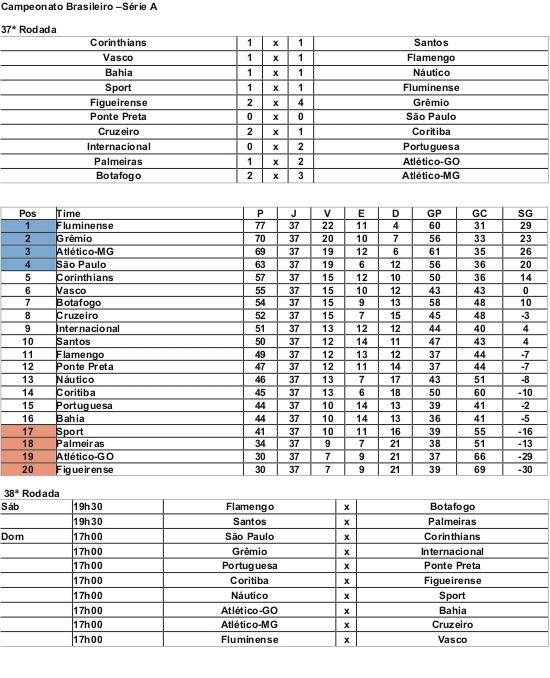 Campeonato Brasileiro –Série A
37ª Rodada
Corinthians 1 x 1 Santos
Vasco 1 x 1 Flamengo
Bahia 1 x 1 Náutico
Sport 1 x 1 Fluminense
Figueirense 2 x 4 Grêmio
Ponte Preta 0 x 0 São Paulo
Cruzeiro 2 x 1 Coritiba
Internacional 0 x 2 Portuguesa
Palmeiras 1 x 2 Atlético-GO
Botafogo 2 x 3 Atlético-MG
Pos Time P J V E D GP GC SG
1 Fluminense 77 37 22 11 4 60 31 29
2 Grêmio 70 37 20 10 7 56 33 23
3 Atlético-MG 69 37 19 12 6 61 35 26
4 São Paulo 63 37 19 6 12 56 36 20
5 Corinthians 57 37 15 12 10 50 36 14
6 Vasco 55 37 15 10 12 43 43 0
7 Botafogo 54 37 15 9 13 58 48 10
8 Cruzeiro 52 37 15 7 15 45 48 -3
9 Internacional 51 37 13 12 12 44 40 4
10 Santos 50 37 12 14 11 47 43 4
11 Flamengo 49 37 12 13 12 37 44 -7
12 Ponte Preta 47 37 12 11 14 37 44 -7
13 Náutico 46 37 13 7 17 43 51 -8
14 Coritiba 45 37 13 6 18 50 60 -10
15 Portuguesa 44 37 10 14 13 39 41 -2
16 Bahia 44 37 10 14 13 36 41 -5
17 Sport 41 37 10 11 16 39 55 -16
18 Palmeiras 34 37 9 7 21 38 51 -13
19 Atlético-GO 30 37 7 9 21 37 66 -29
20 Figueirense 30 37 7 9 21 39 69 -30
38ª Rodada
Sáb 19h30 Flamengo x Botafogo
19h30 Santos x Palmeiras
Dom 17h00 São Paulo x Corinthians
17h00 Grêmio x Internacional
17h00 Portuguesa x Ponte Preta
17h00 Coritiba x Figueirense
17h00 Náutico x Sport
17h00 Atlético-GO x Bahia
17h00 Atlético-MG x Cruzeiro
17h00 Fluminense x Vasco